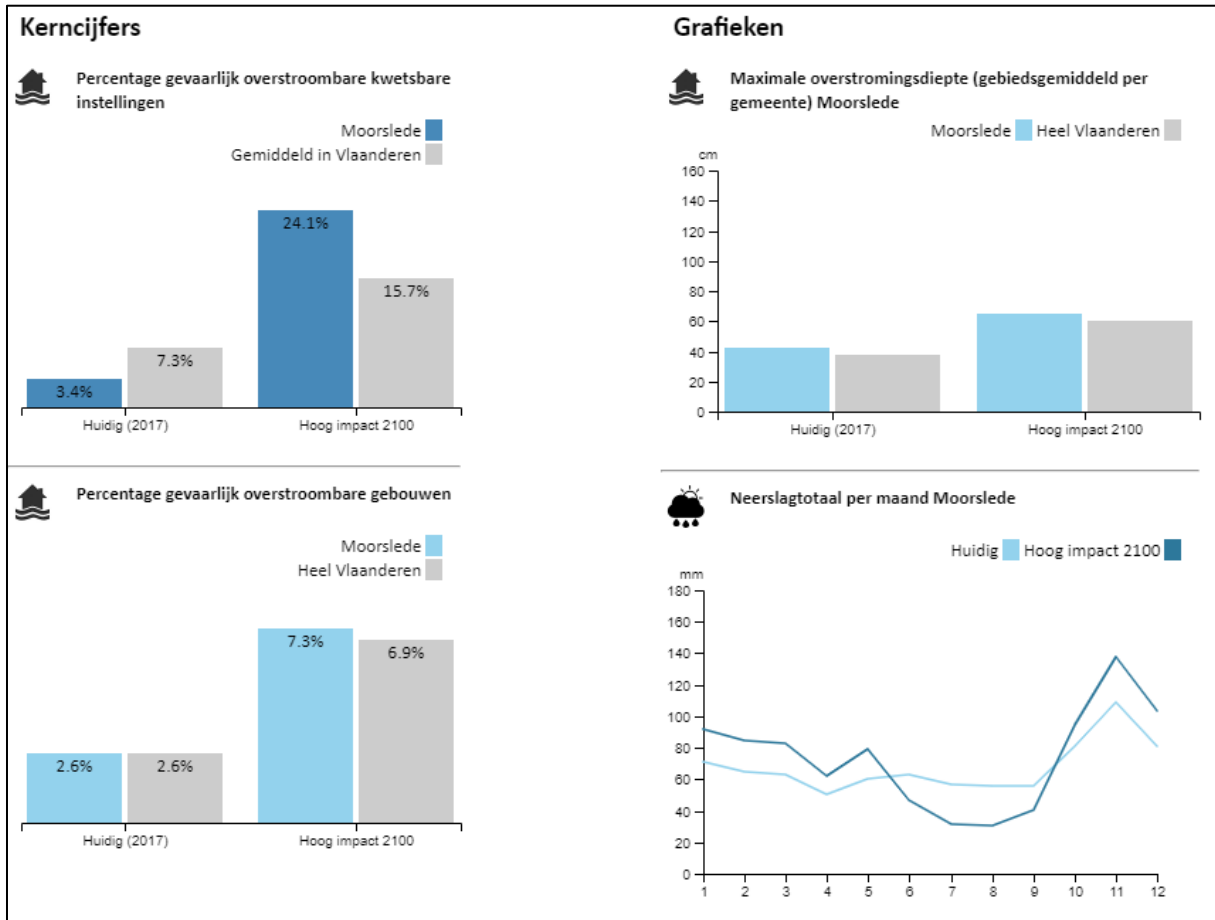 Kerncijfers
Percentage gevaarlijk overstroombare kwetsbare
instellingen
Moorslede
Gemiddeld in Vlaanderen
24.1%
15.7%
7.3%
3.4%
Huidig (2017)
Hoog impact 2100
Percentage gevaarlijk overstroombare gebouwen
Moorslede
Heel Vlaanderen
7.3%
6.9%
2.6%
2.6%
Huidig (2017)
Hoog impact 2100
Grafieken
Maximale overstromingsdiepte (gebiedsgemiddeld per
gemeente) Moorslede
Moorslede Heel Vlaanderen
cm
160
140
120
100
80
60
40
20
0
Huidig (2017)
Hoog impact 2100
Neerslagtotaal per maand Moorslede
Huidig Hoog impact 2100
mm
180
160
140
120
100
80
60
40
20
0
1 2 3 4 5 6 7 8 9 10 11 12